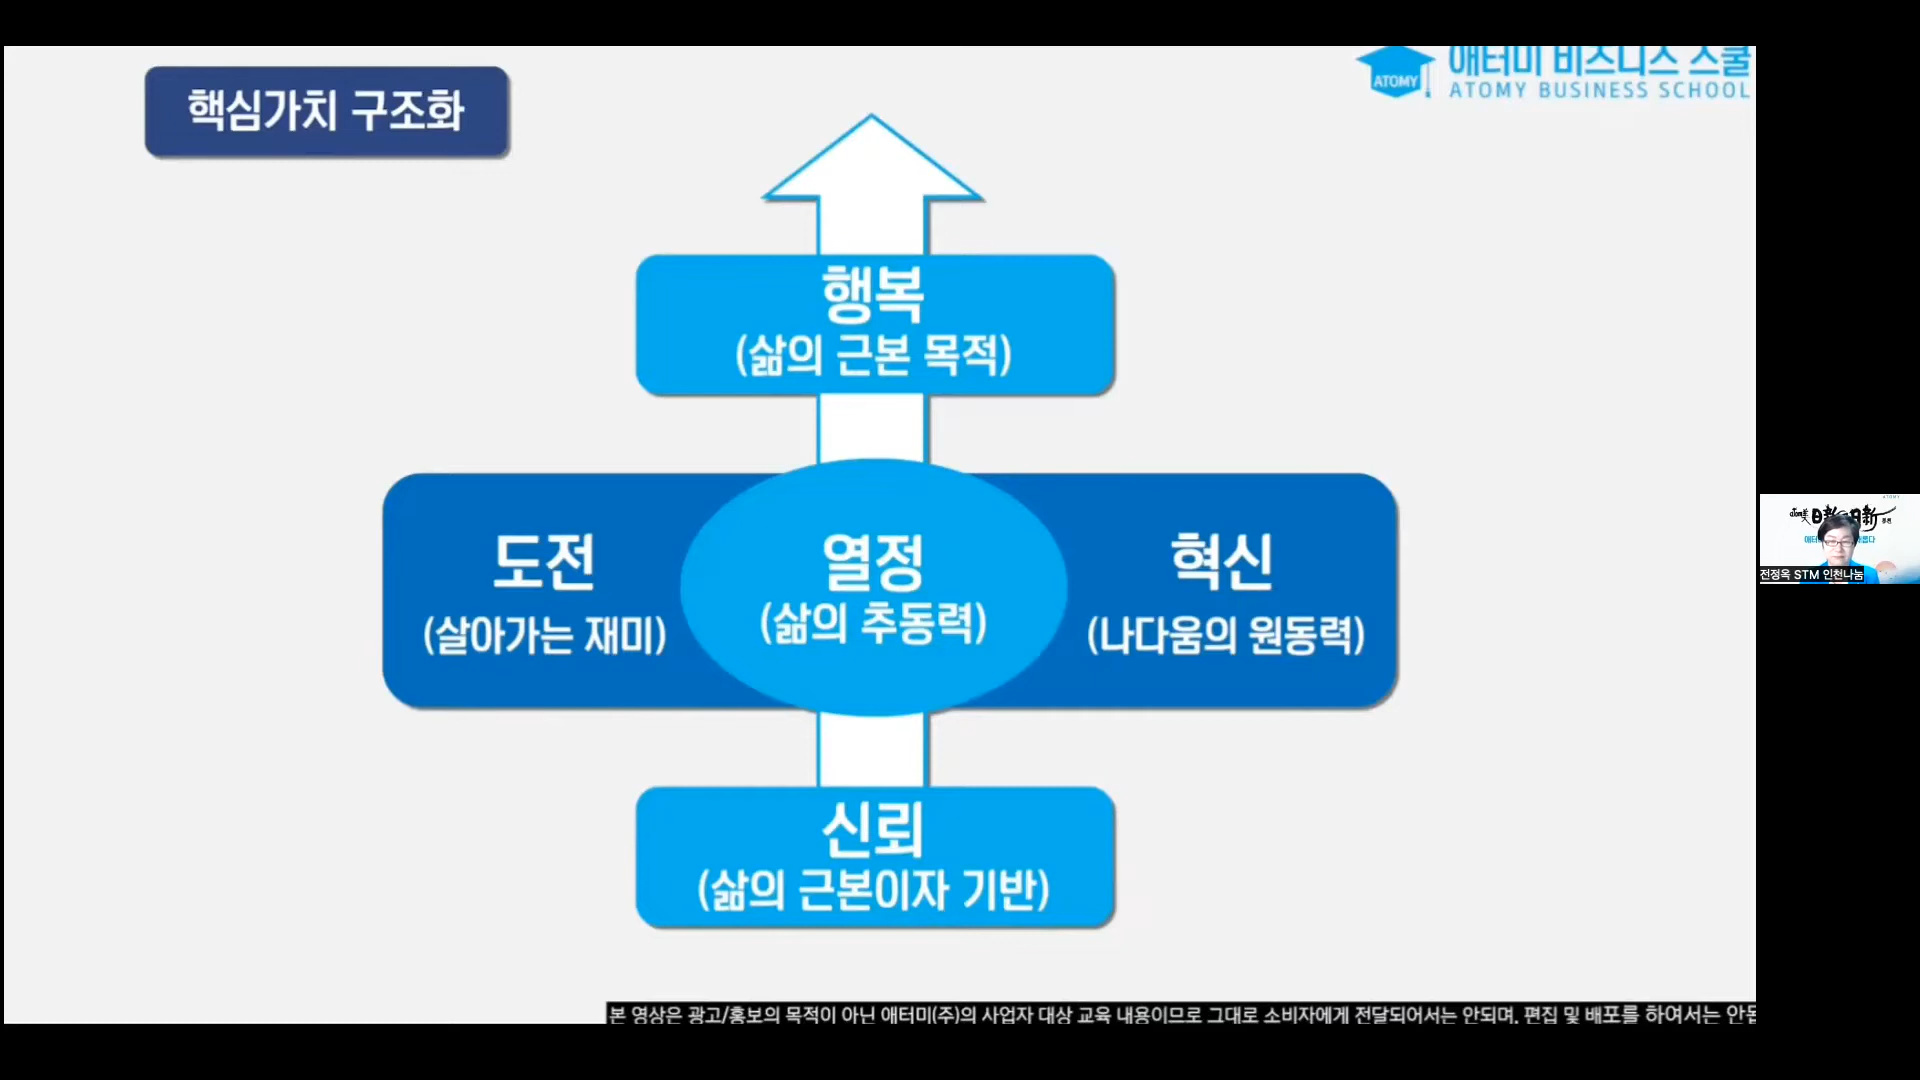 애터미 비즈니스 스쿨
ATOMY
ATOMY BUSINESS SCHOOL
핵심가치 구조화
행복
(삶의 근본 목적)
도전
(살아가는 재미)
열정
(삶의 추동력)
혁신
(나다움의 원동력)
신뢰
(삶의 근본이자 기반)
본 영상은 광고/홍보의 목적이 아닌 애터미(주)의 사업자 대상 교육 내용이므로 그대로 소비자에게 전달되어서는 안되며, 편집 및 배포를 하여서는
전정옥 STM 인천나눔